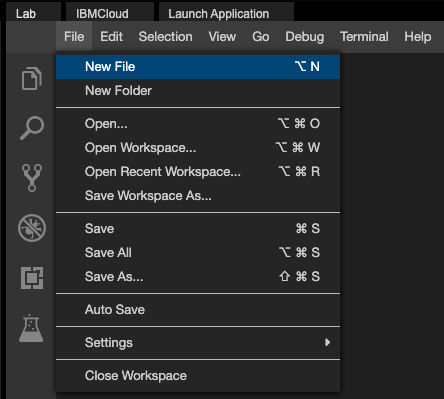 Lab IBMCloud Launch Application
File Edit Selection View Go Debug Terminal Help
New File ⌥ N
New Folder
Open... ⌥ ⌘ O
Open Workspace... ⌥ ⌘ W
Open Recent Workspace... ⌥ ⌘ R
Save Workspace As...
Save ⌘ S
Save All ⌥ ⌘ S
Save As... ⇧ ⌘ S
Auto Save
Settings
Close Workspace